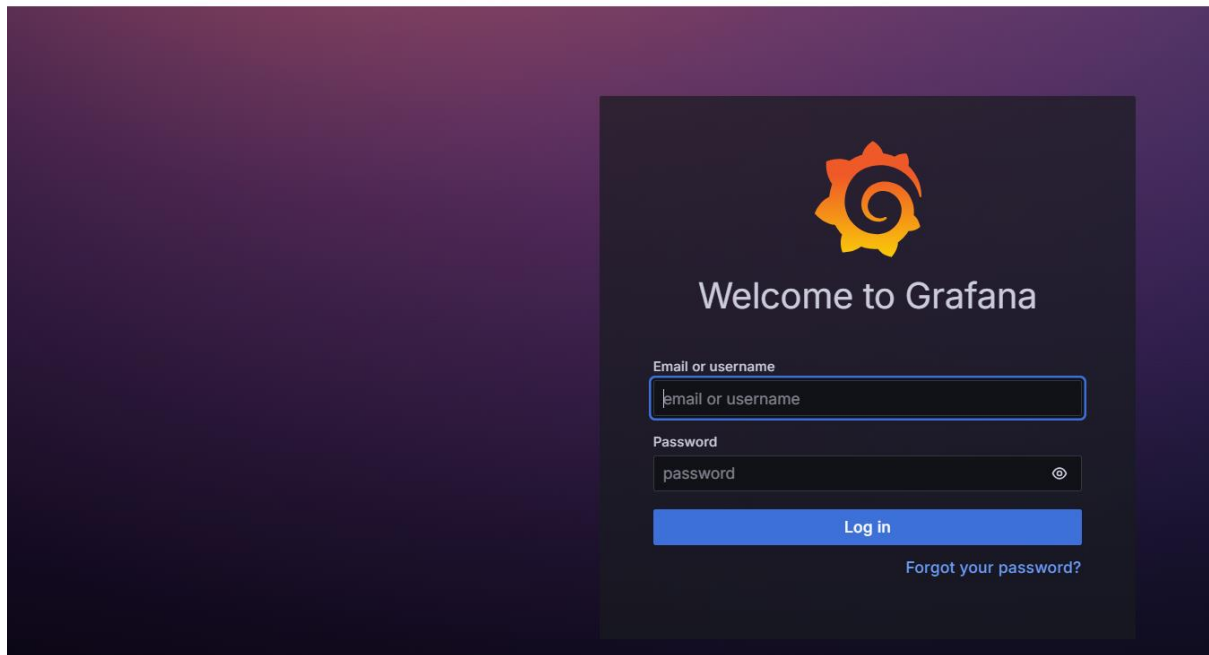 Welcome to Grafana
Email or username
email or username
Password
password
Log in
Forgot your password?